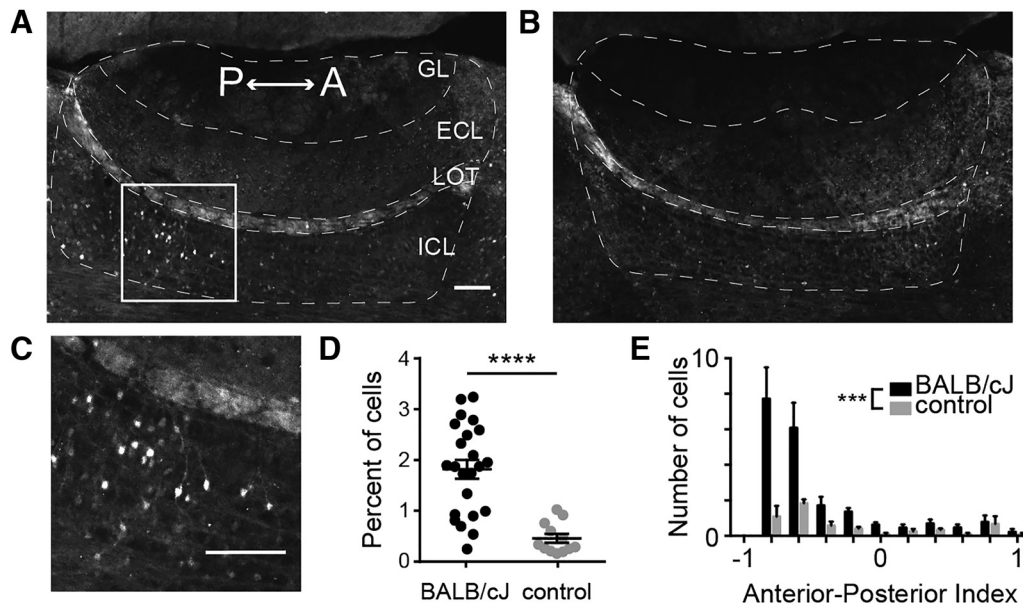 A
B
P A
GL
ECL
LOT
ICL
C
D
4
3
2
1
0
Percent of cells
****
BALB/cJ control
E
10
0
Number of cells
***
BALB/cJ
control
-1 0 1
Anterior-Posterior Index